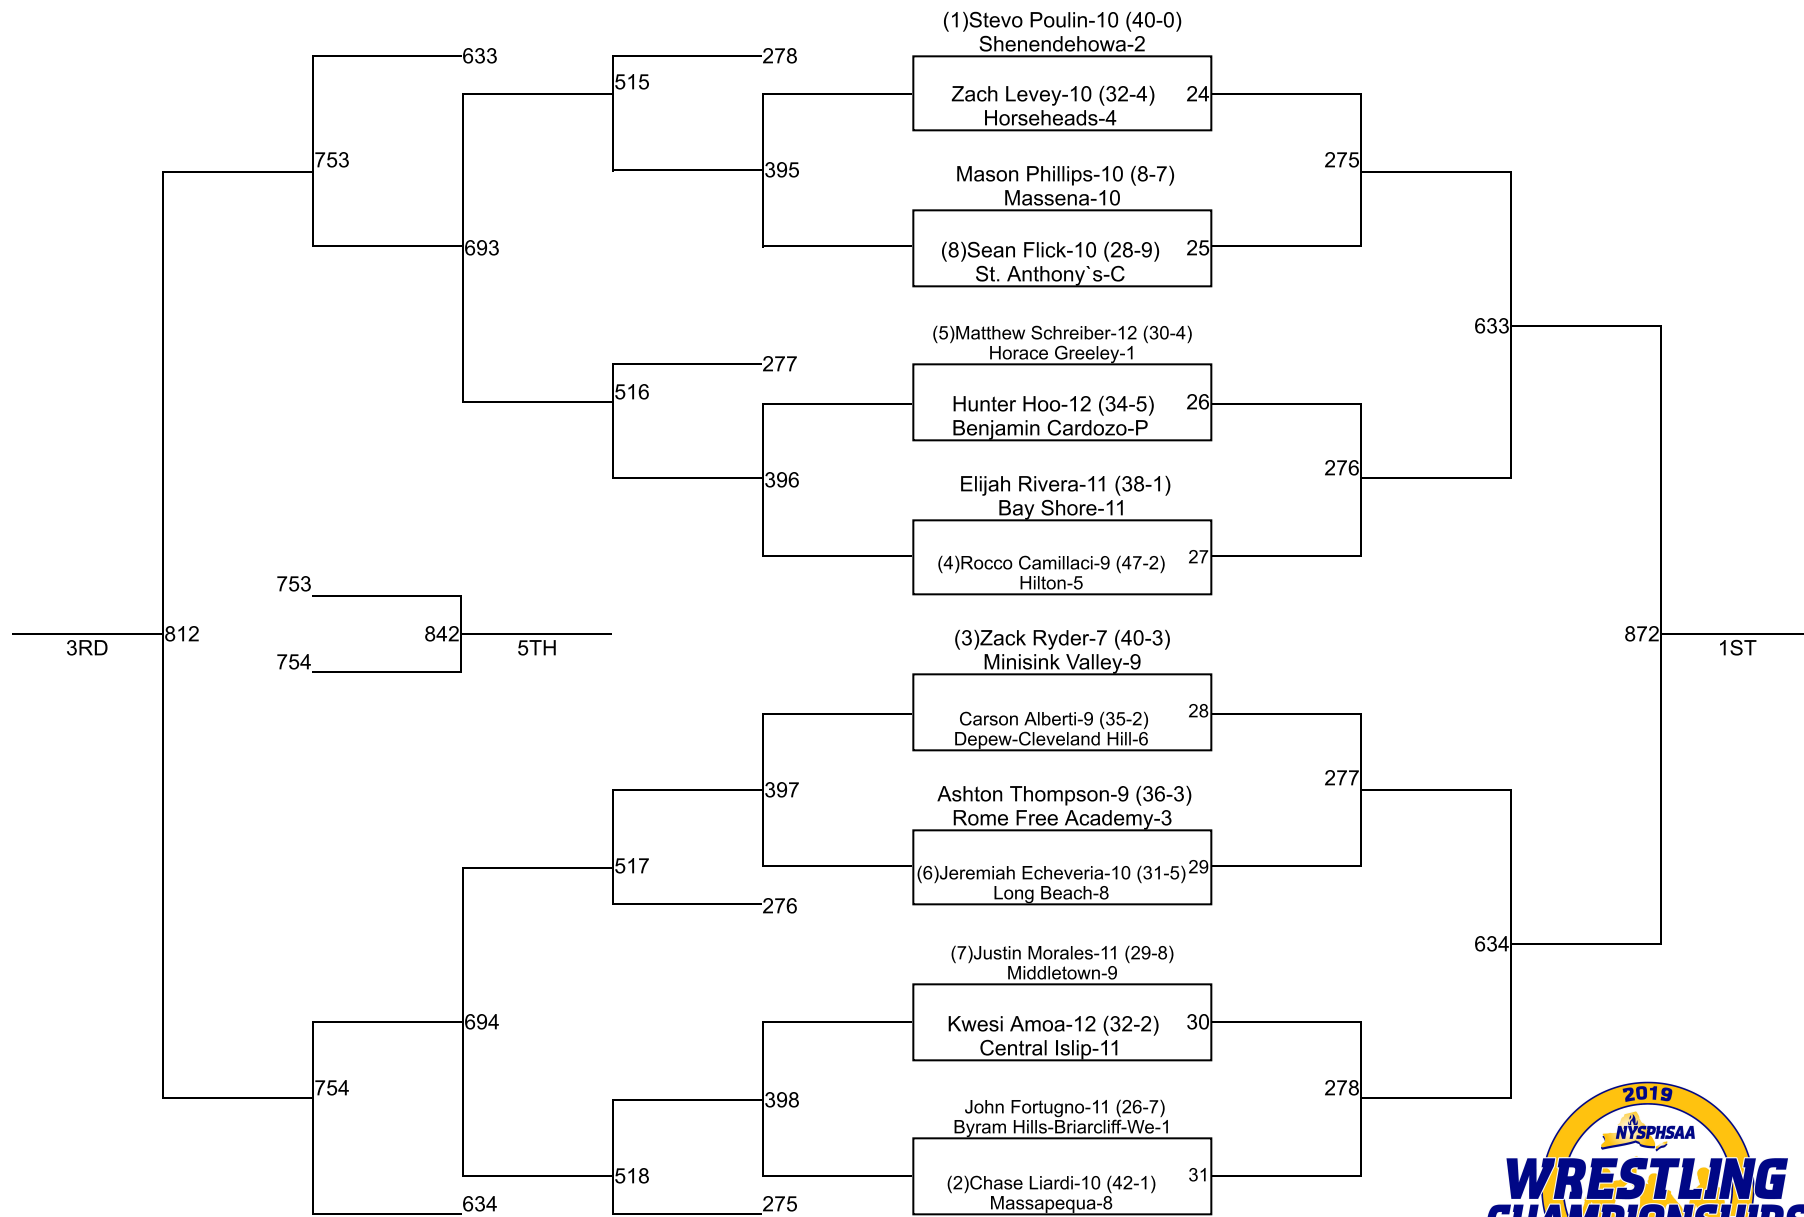 (1)Stevo Poulin-10 (40-0)
Shenendehowa-2
633
278
515
Zach Levey-10 (32-4)
24
Horseheads-4
753
395
275
Mason Phillips-10 (8-7)
Massena-10
693
(8)Sean Flick-10 (28-9)
25
St. Anthony`s-C
633
(5)Matthew Schreiber-12 (30-4)
Horace Greeley-1
277
516
Hunter Hoo-12 (34-5)
26
Benjamin Cardozo-P
396
276
Elijah Rivera-11 (38-1)
Bay Shore-11
(4)Rocco Camillaci-9 (47-2)
27
Hilton-5
753
3RD
812
842
5TH
754
872
1ST
(3)Zack Ryder-7 (40-3)
Minisink Valley-9
Carson Alberti-9 (35-2)
28
Depew-Cleveland Hill-6
397
277
Ashton Thompson-9 (36-3)
Rome Free Academy-3
517
(6)Jeremiah Echeveria-10 (31-5)
29
Long Beach-8
276
634
(7)Justin Morales-11 (29-8)
Middletown-9
694
Kwesi Amoa-12 (32-2)
30
Central Islip-11
754
398
278
John Fortugno-11 (26-7)
Byram Hills-Briarcliff-We-1
518
(2)Chase Liardi-10 (42-1)
31
Massapequa-8
634
275
2019
NYSPHSAA
WRESTLING
CHAMPIONSHIPS